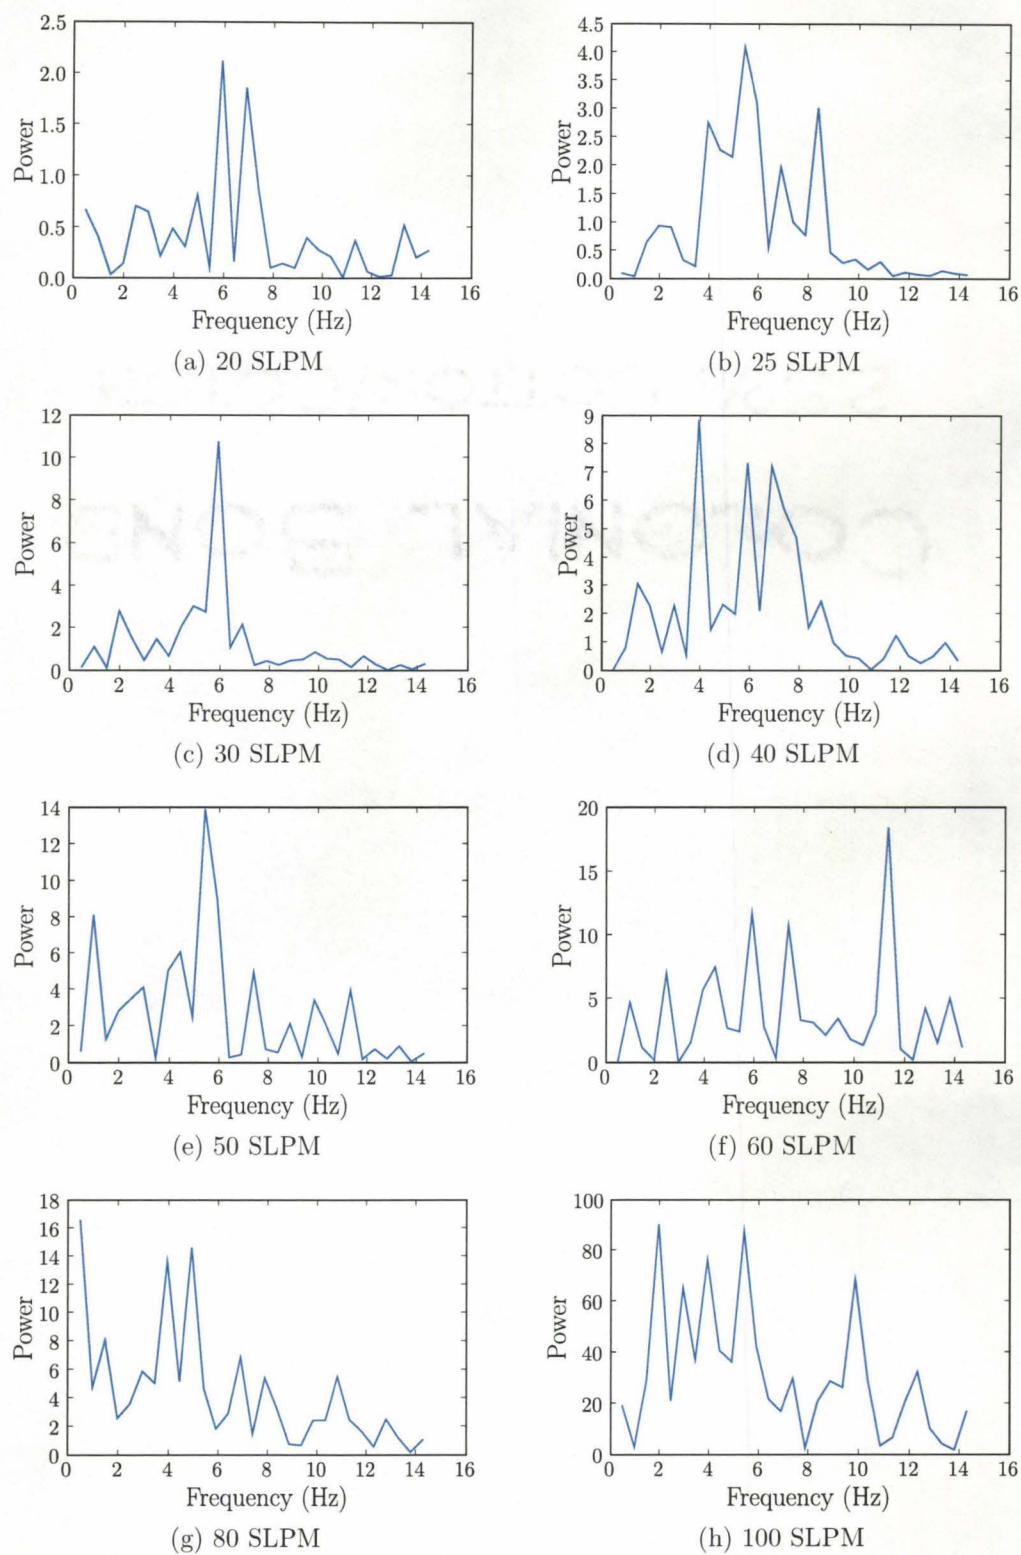 2.5
2.0
1.5
1.0
0.5
0.0
Power
0 2 4 6 8 10 12 14 16
Frequency (Hz)
(a) 20 SLPM
4.5
4.0
3.5
3.0
2.5
2.0
1.5
1.0
0.5
0.0
Power
0 2 4 6 8 10 12 14 16
Frequency (Hz)
(b) 25 SLPM
12
10
8
6
4
2
0
Power
0 2 4 6 8 10 12 14 16
Frequency (Hz)
(c) 30 SLPM
9
8
7
6
5
4
3
2
1
0
Power
0 2 4 6 8 10 12 14 16
Frequency (Hz)
(d) 40 SLPM
14
12
10
8
6
4
2
0
Power
0 2 4 6 8 10 12 14 16
Frequency (Hz)
(e) 50 SLPM
20
15
10
5
0
Power
0 2 4 6 8 10 12 14 16
Frequency (Hz)
(f) 60 SLPM
18
16
14
12
10
8
6
4
2
0
Power
0 2 4 6 8 10 12 14 16
Frequency (Hz)
(g) 80 SLPM
100
80
60
40
20
0
Power
0 2 4 6 8 10 12 14 16
Frequency (Hz)
(h) 100 SLPM